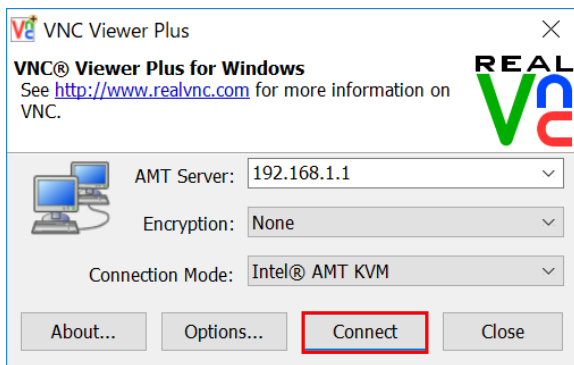 VNC Viewer Plus
VNC® Viewer Plus for Windows
See http://www.realvnc.com for more information on
VNC.
REAL
VNC
AMT Server: 192.168.1.1
Encryption: None
Connection Mode: Intel® AMT KVM
About... Options... Connect Close